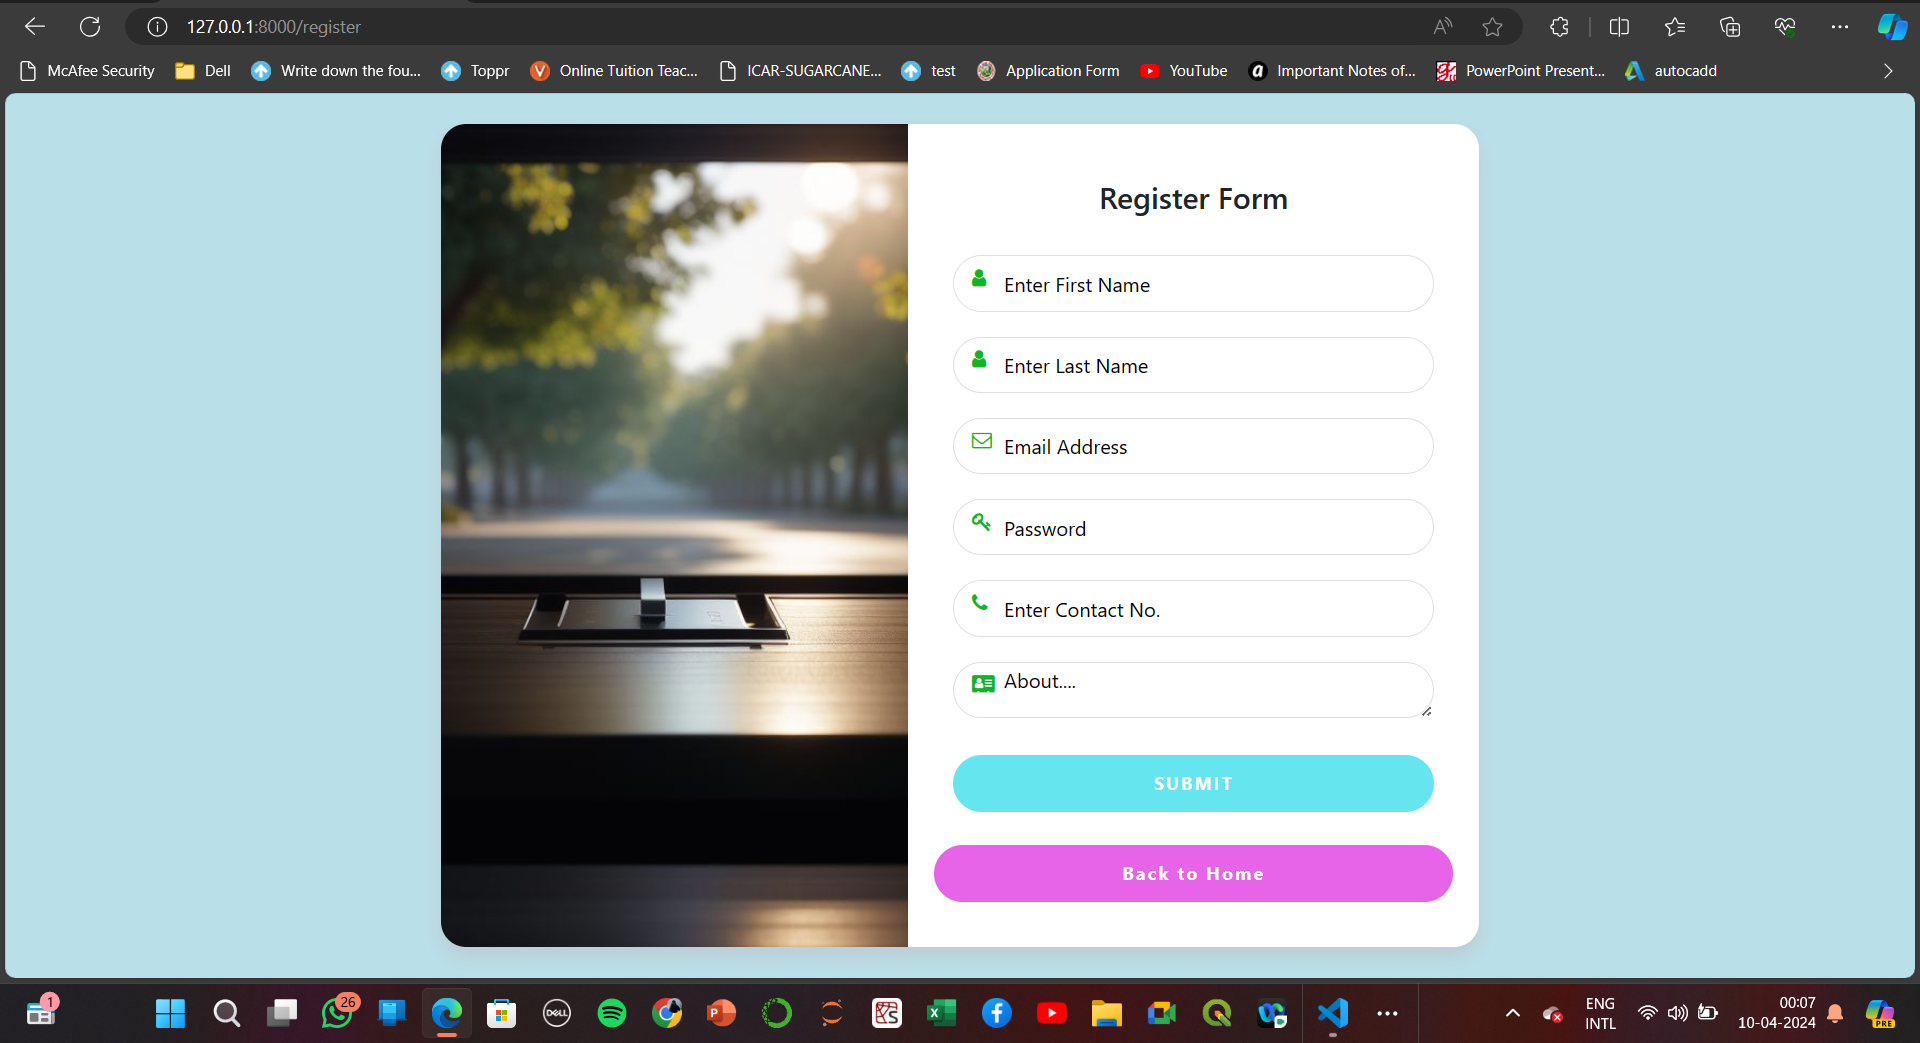 127.0.0.1:8000/register
McAfee Security Dell Write down the fou... Toppr Online Tuition Teac... ICAR-SUGARCANE... test Application Form YouTube Important Notes of... PowerPoint Present... autocadd
Register Form
Enter First Name
Enter Last Name
Email Address
Password
Enter Contact No.
About....
SUBMIT
Back to Home
1
26
DELL
PRE
ENG
INTL
00:07
10-04-2024